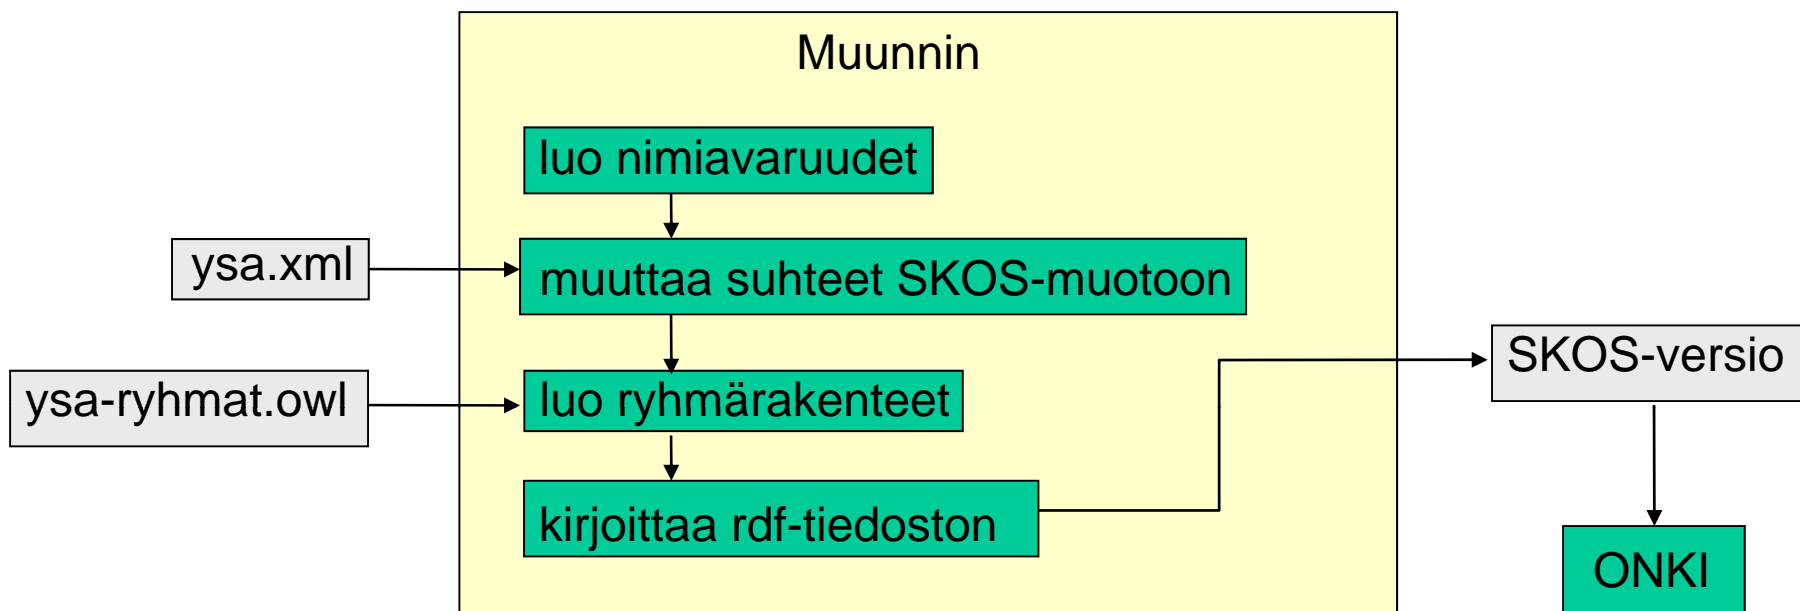 Muunnin
luo nimiavaruudet
ysa.xml
muuttaa suhteet SKOS-muotoon
SKOS-versio
ysa-ryhmat.owl
luo ryhmärakenteet
kirjoittaa rdf-tiedoston
ONKI